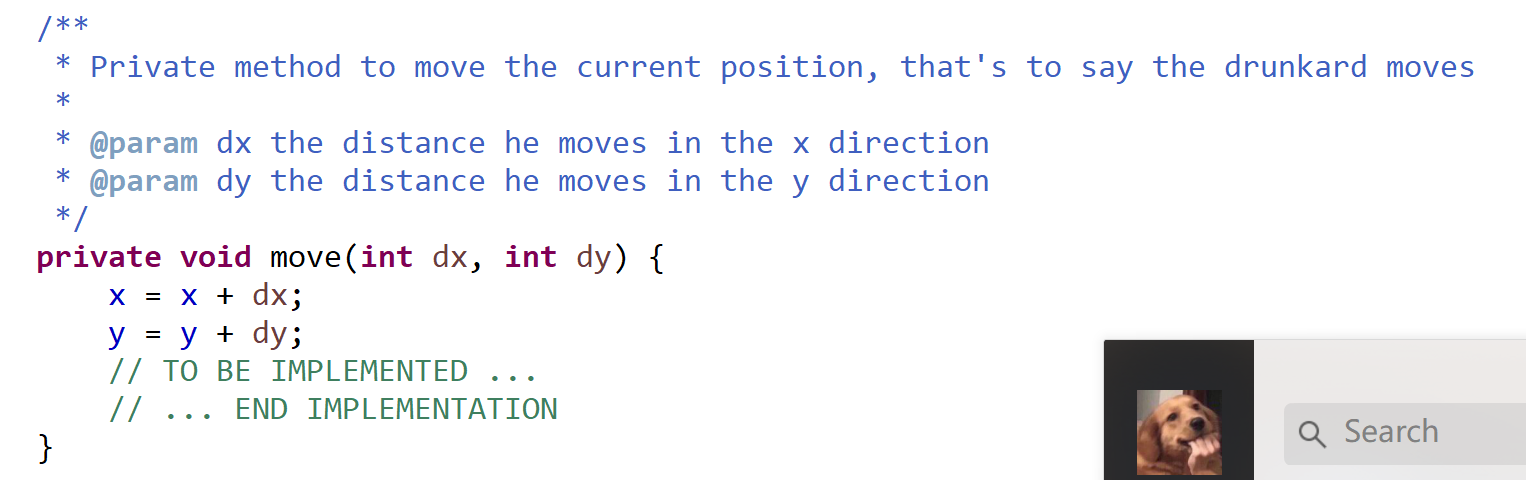 /**
 * Private method to move the current position, that's to say the drunkard moves
 *
 * @param dx the distance he moves in the x direction
 * @param dy the distance he moves in the y direction
 */
private void move(int dx, int dy) {
    x = x + dx;
    y = y + dy;
    // TO BE IMPLEMENTED ...
    // ... END IMPLEMENTATION
}
Search